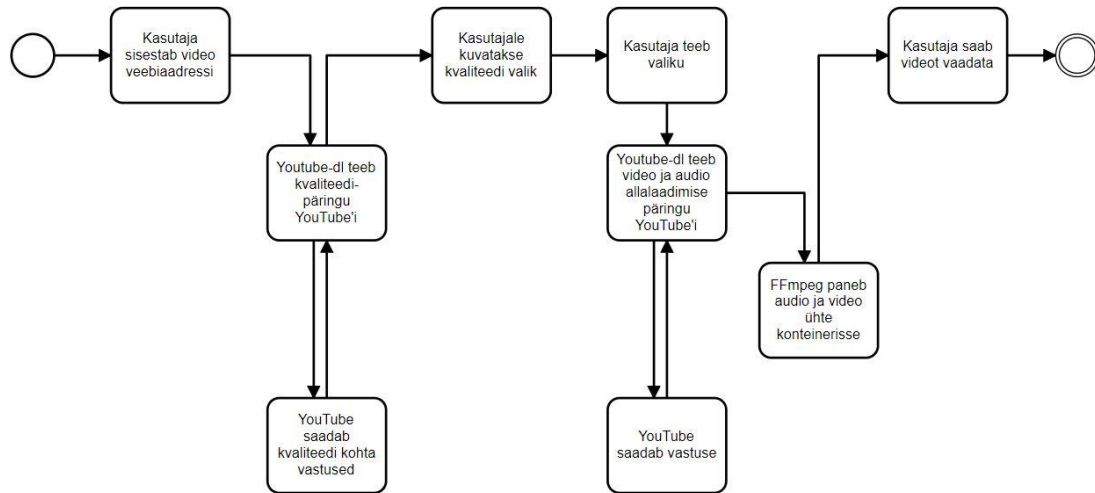 Kasutaja
sisestab video
veebiaadressi
Kasutajale
kuvatakse
kvaliteedi valik
Kasutaja teeb
valiku
Kasutaja saab
videot vaadata
Youtube-dl teeb
kvaliteedi-
päringu
YouTube'i
Youtube-dl teeb
video ja audio
allalaadimise
päringu
YouTube'i
FFmpeg paneb
audio ja video
ühte
konteinerisse
YouTube
saadab
kvaliteedi kohta
vastused
YouTube
saadab vastuse